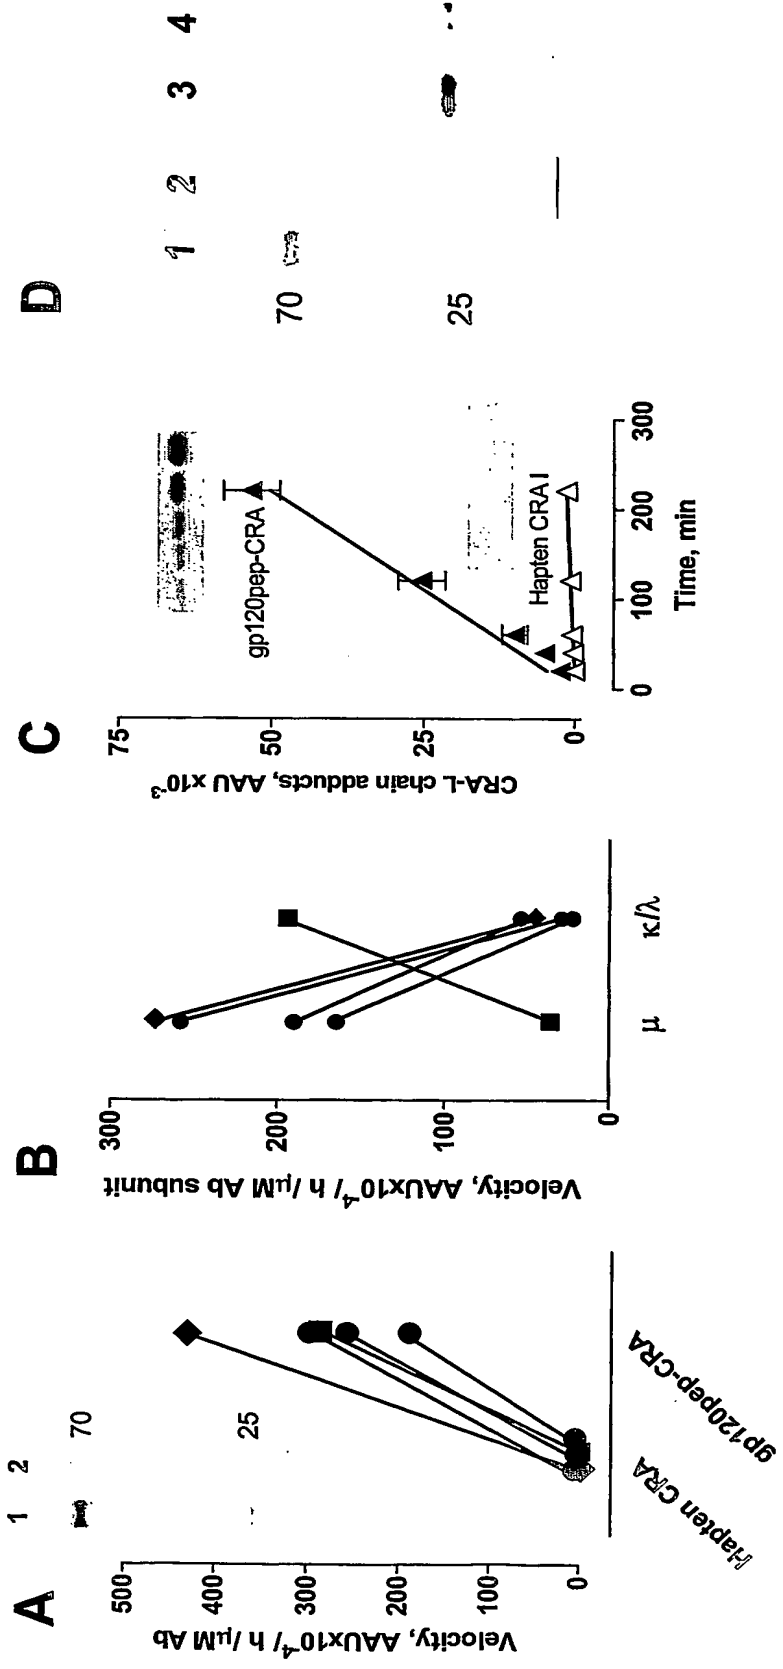 A
1 2
70
25
500
400
300
200
100
0
Velocity, AAUx10⁻⁴/ h / μM Ab
Hapten CRA
gp120pep-CRA
B
300
200
100
0
Velocity, AAUx10⁻⁴/ h / μM Ab subunit
μ
κ/λ
C
75
50
25
0
CRA-L chain adducts, AAU x10⁻³
gp120pep-CRA
Hapten CRA I
0 100 200 300
Time, min
D
1 2 3 4
70
25